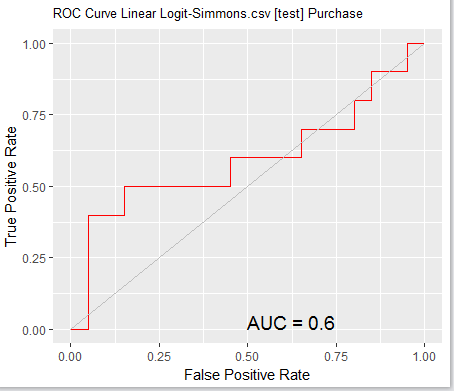 ROC Curve Linear Logit-Simmons.csv [test] Purchase
1.00
0.75
0.50
0.25
0.00
True Positive Rate
AUC = 0.6
0.00 0.25 0.50 0.75 1.00
False Positive Rate